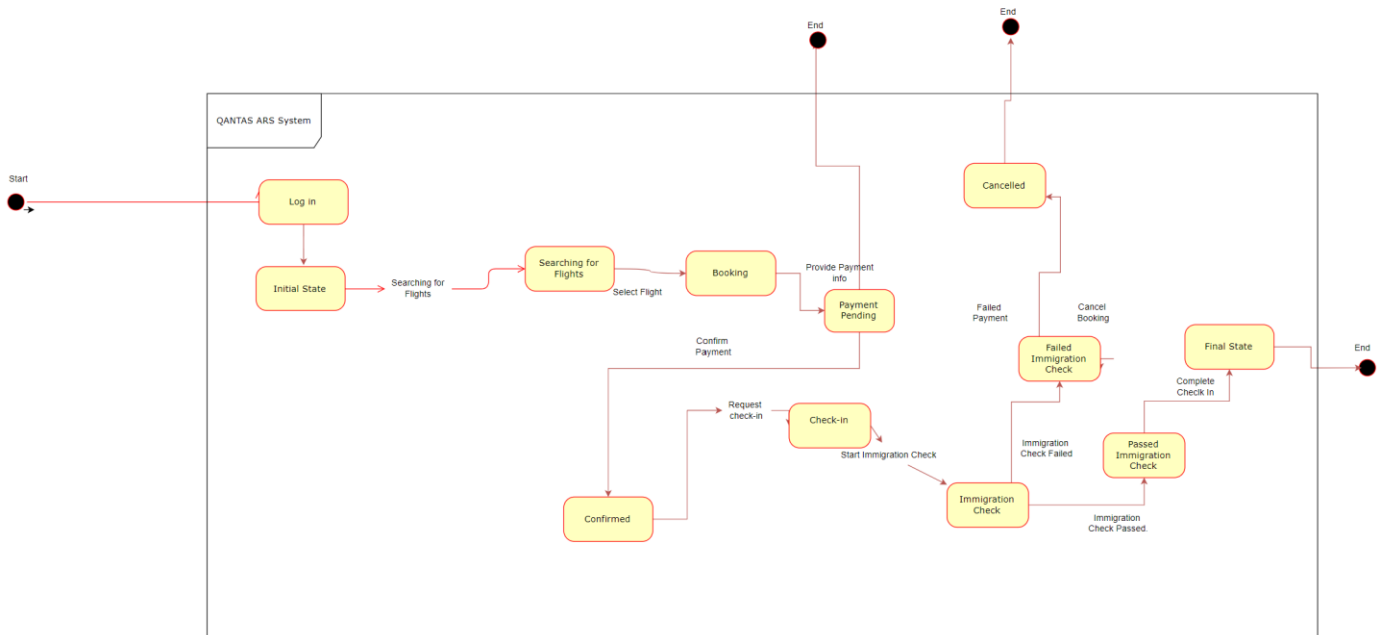 End
End
QANTAS ARS System
Start
Log in
Cancelled
Searching for
Flights
Booking
Provide Payment
info
Initial State
Searching for
Flights
Select Flight
Payment
Pending
Failed
Payment
Cancel
Booking
Confirm
Payment
Failed
Immigration
Check
Final State
End
Complete
Checlk In
Request
check-in
Check-in
Start Immigration Check
Immigration
Check Failed
Passed
Immigration
Check
Immigration
Check
Confirmed
Immigration
Check Passed.